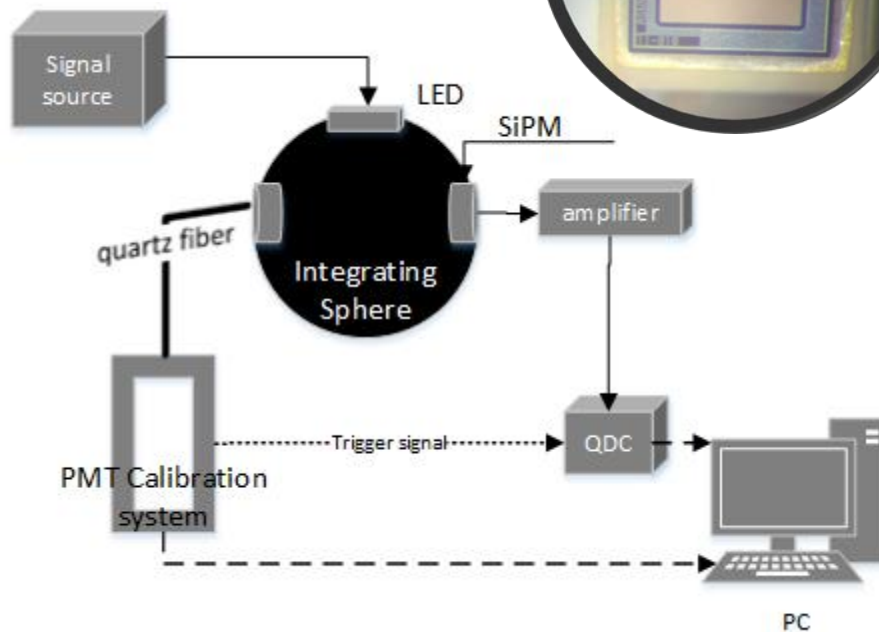 Signal
source
LED
SiPM
quartz fiber
amplifier
Integrating
Sphere
Trigger signal
QDC
PMT Calibration
system
PC